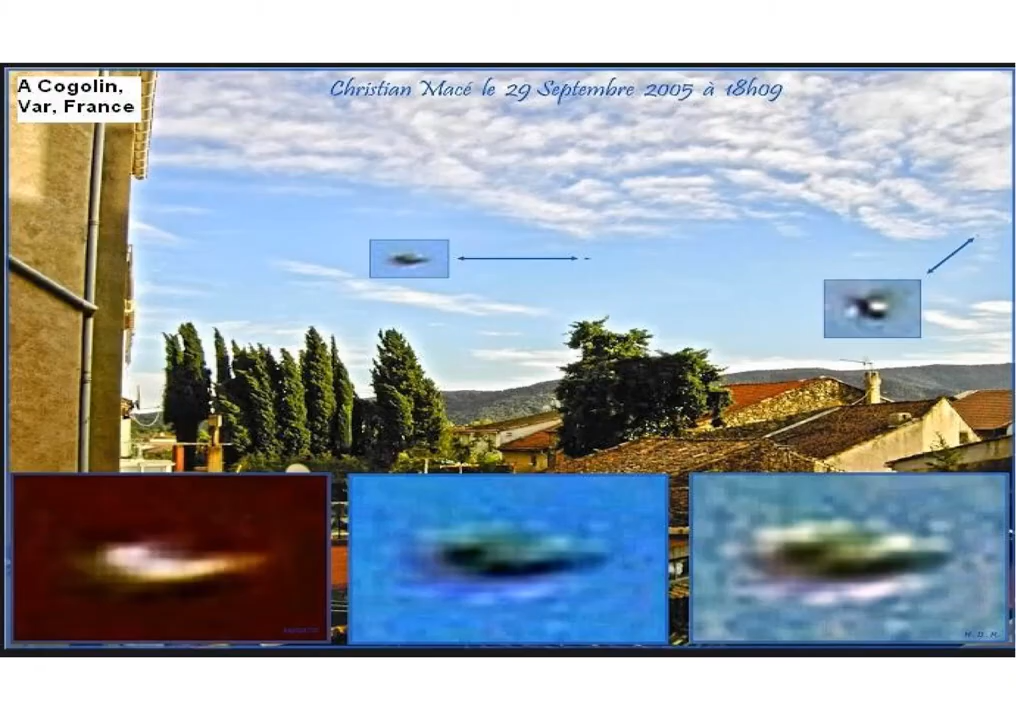 A Cogolin,
Var, France
Christian Macé le 29 Septembre 2005 à 18h09